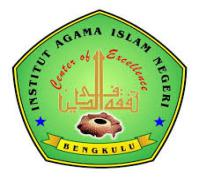 INSTITUT AGAMA ISLAM NEGERI
Center of Excellence
BENGKULU